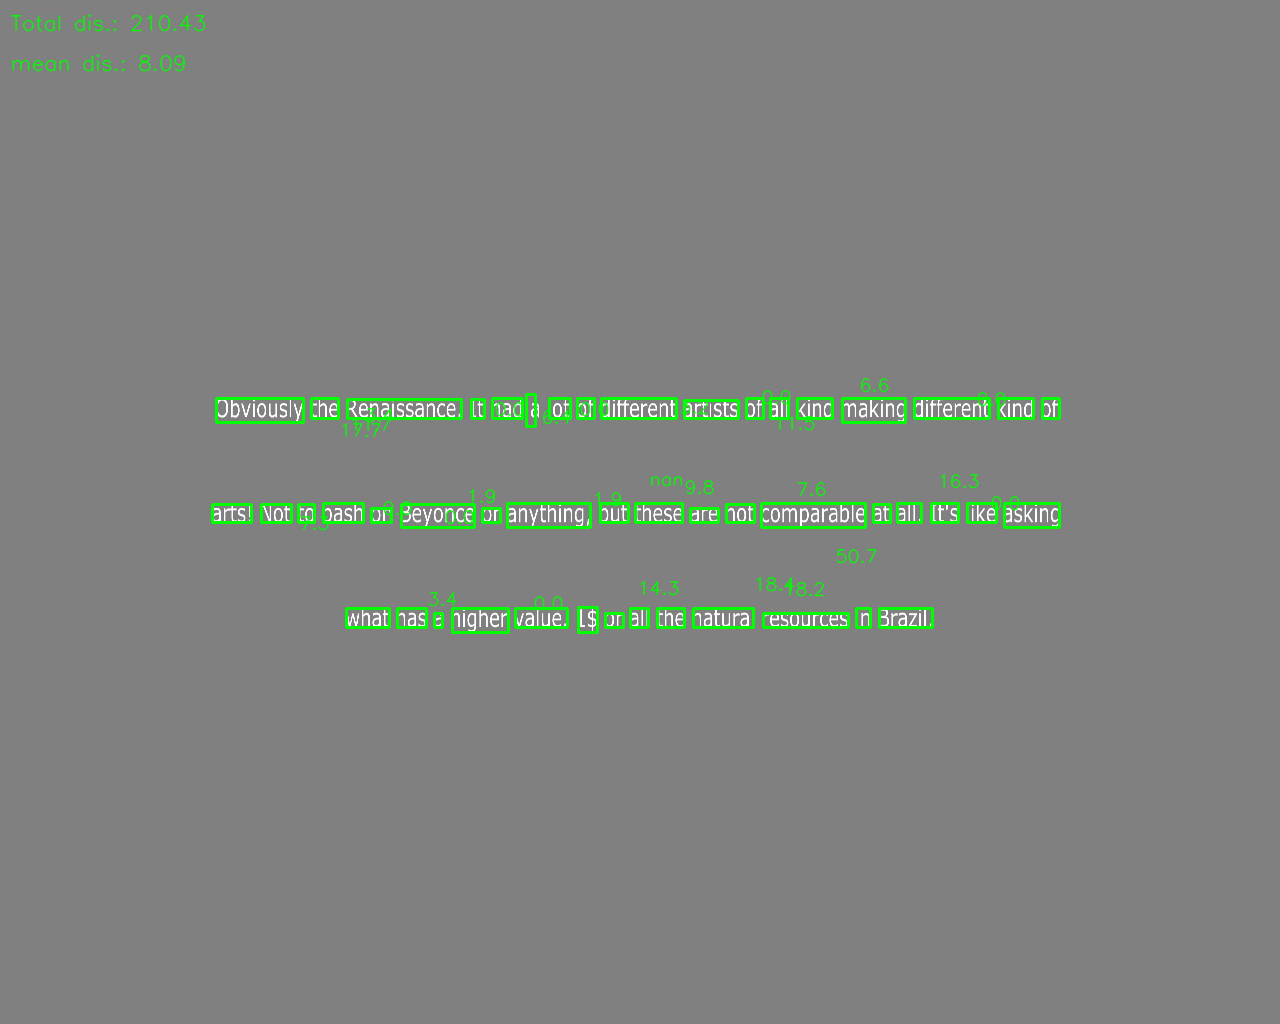 Total dis.: 210.43
mean dis.: 8.09
6.6
Obviously the Renaissance. It had a lot of different artists of all kind making different kind of
17.7
11.5
nan 9.8 7.6 16.3
1.9 1.9
arts! Not to bash on Beyonce or anything, but these are not comparable at all. It's like asking
50.7
14.3 18.4 18.2
3.4 0.0
what has a higher value. 1$ or all the natural resources in Brazil.